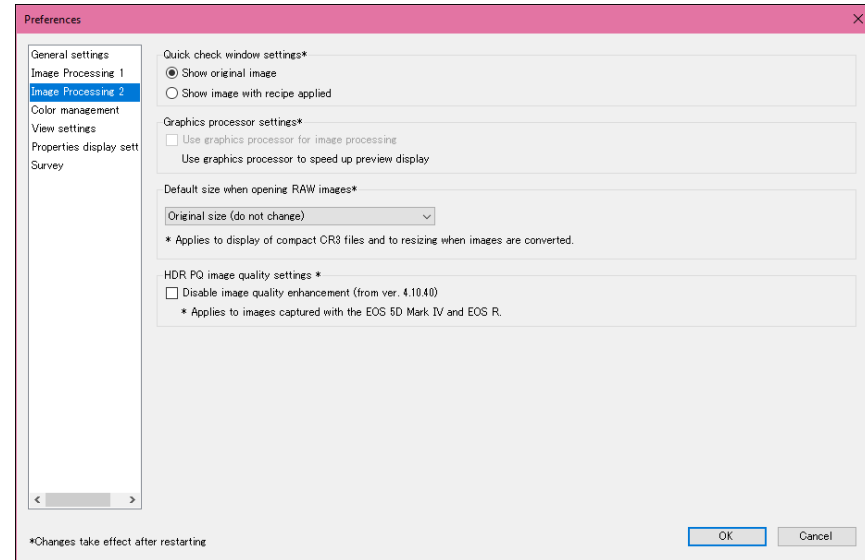 Preferences
General settings
Image Processing 1
Image Processing 2
Color management
View settings
Properties display sett
Survey
Quick check window settings*
Show original image
Show image with recipe applied
Graphics processor settings*
Use graphics processor for image processing
Use graphics processor to speed up preview display
Default size when opening RAW images*
Original size (do not change)
* Applies to display of compact CR3 files and to resizing when images are converted.
HDR PQ image quality settings *
Disable image quality enhancement (from ver. 4.10.40)
* Applies to images captured with the EOS 5D Mark IV and EOS R.
*Changes take effect after restarting
OK
Cancel